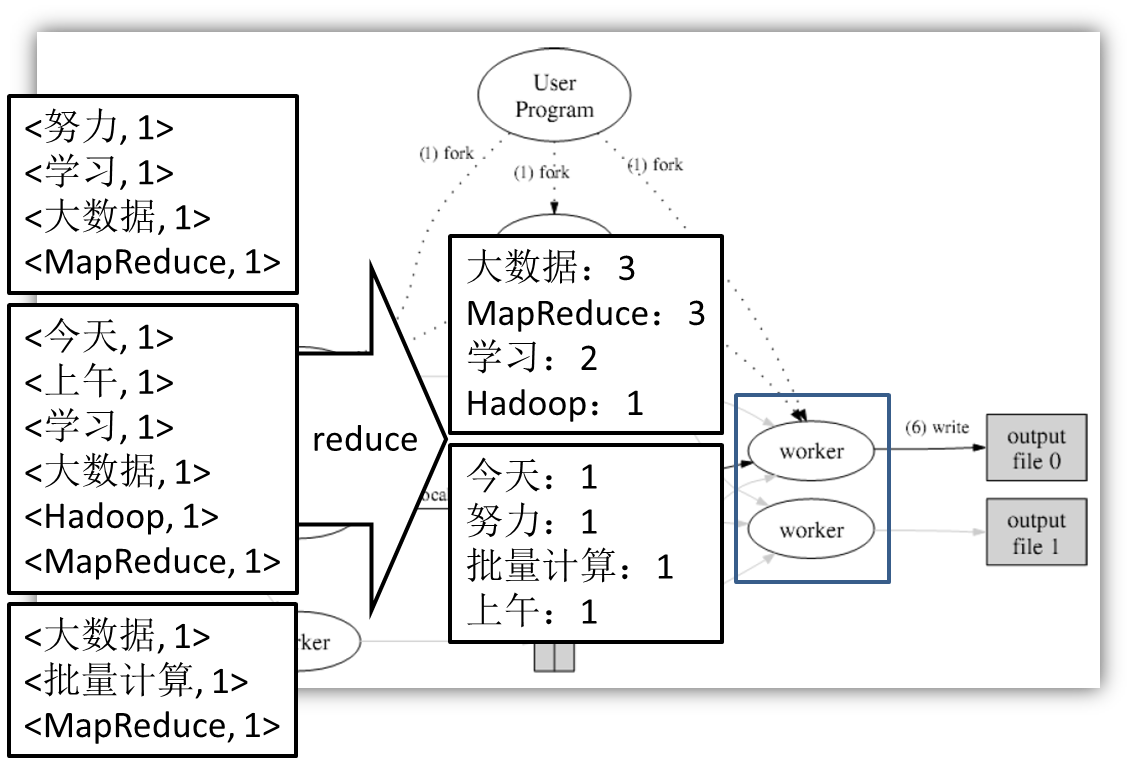 User
Program
(1) fork
(1) fork
(1) fork
<努力, 1>
<学习, 1>
<大数据, 1>
<MapReduce, 1>
<今天, 1>
<上午, 1>
<学习, 1>
<大数据, 1>
<Hadoop, 1>
<MapReduce, 1>
<大数据, 1>
<批量计算, 1>
<MapReduce, 1>
reduce
大数据：3
MapReduce：3
学习：2
Hadoop：1
今天：1
努力：1
批量计算：1
上午：1
worker
(6) write
output
file 0
worker
output
file 1